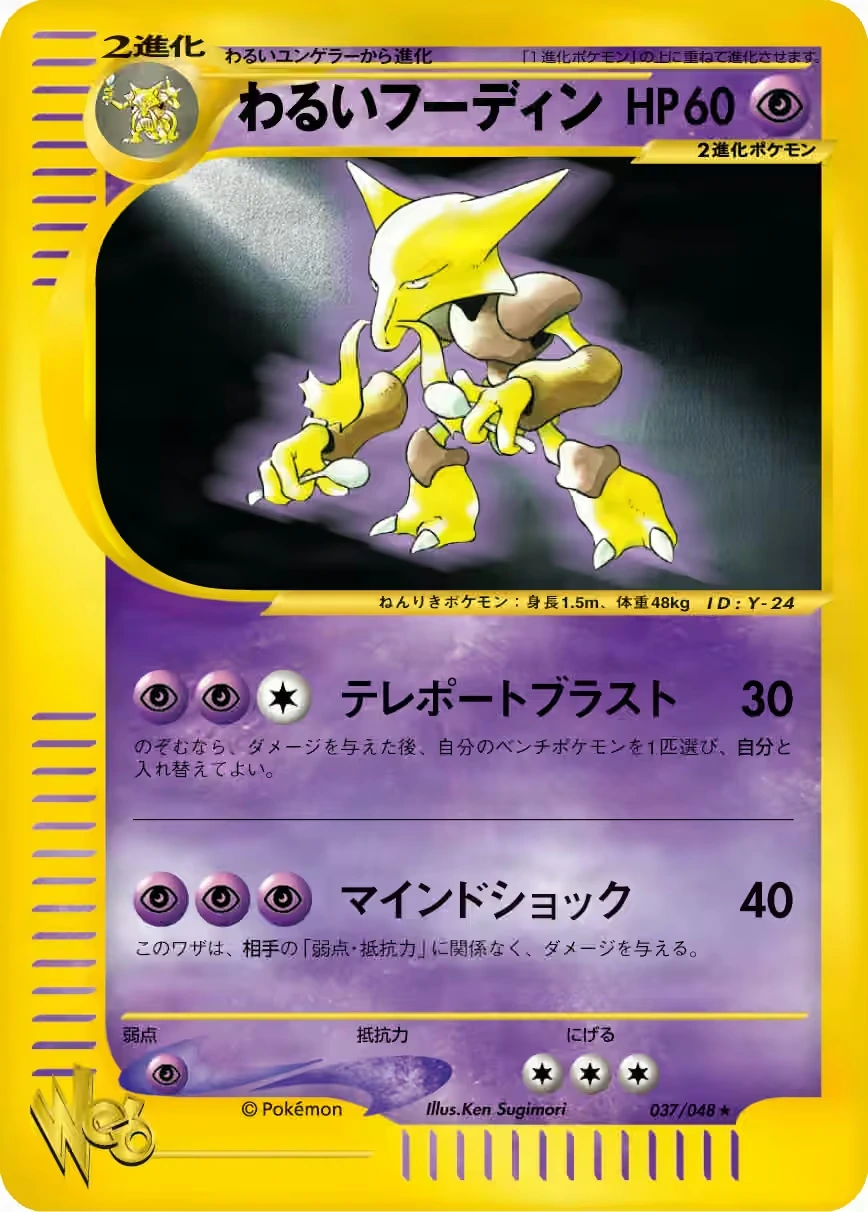 2進化
わるいユンゲラーから進化
「1進化ポケモン」の上に重ねて進化させます。
わるいフーディン HP60
2進化ポケモン
ねんりきポケモン：身長1.5m、体重48kg ID：Y-24
テレポートブラスト 30
のぞむなら、ダメージを与えた後、自分のベンチポケモンを1匹選び、自分と
入れ替えてよい。
マインドショック 40
このワザは、相手の「弱点・抵抗力」に関係なく、ダメージを与える。
弱点 抵抗力 にげる
Web
© Pokémon Illus.Ken Sugimori 037/048 ★